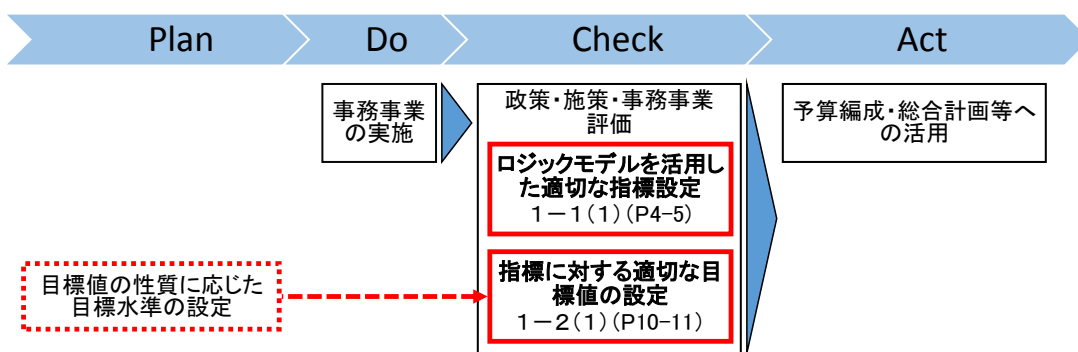 Plan
Do
Check
Act
事務事業
の実施
政策・施策・事務事業
評価
ロジックモデルを活用し
た適切な指標設定
1－1(1)(P4-5)
予算編成・総合計画等へ
の活用
目標値の性質に応じた
目標水準の設定
指標に対する適切な目
標値の設定
1－2(1)(P10-11)